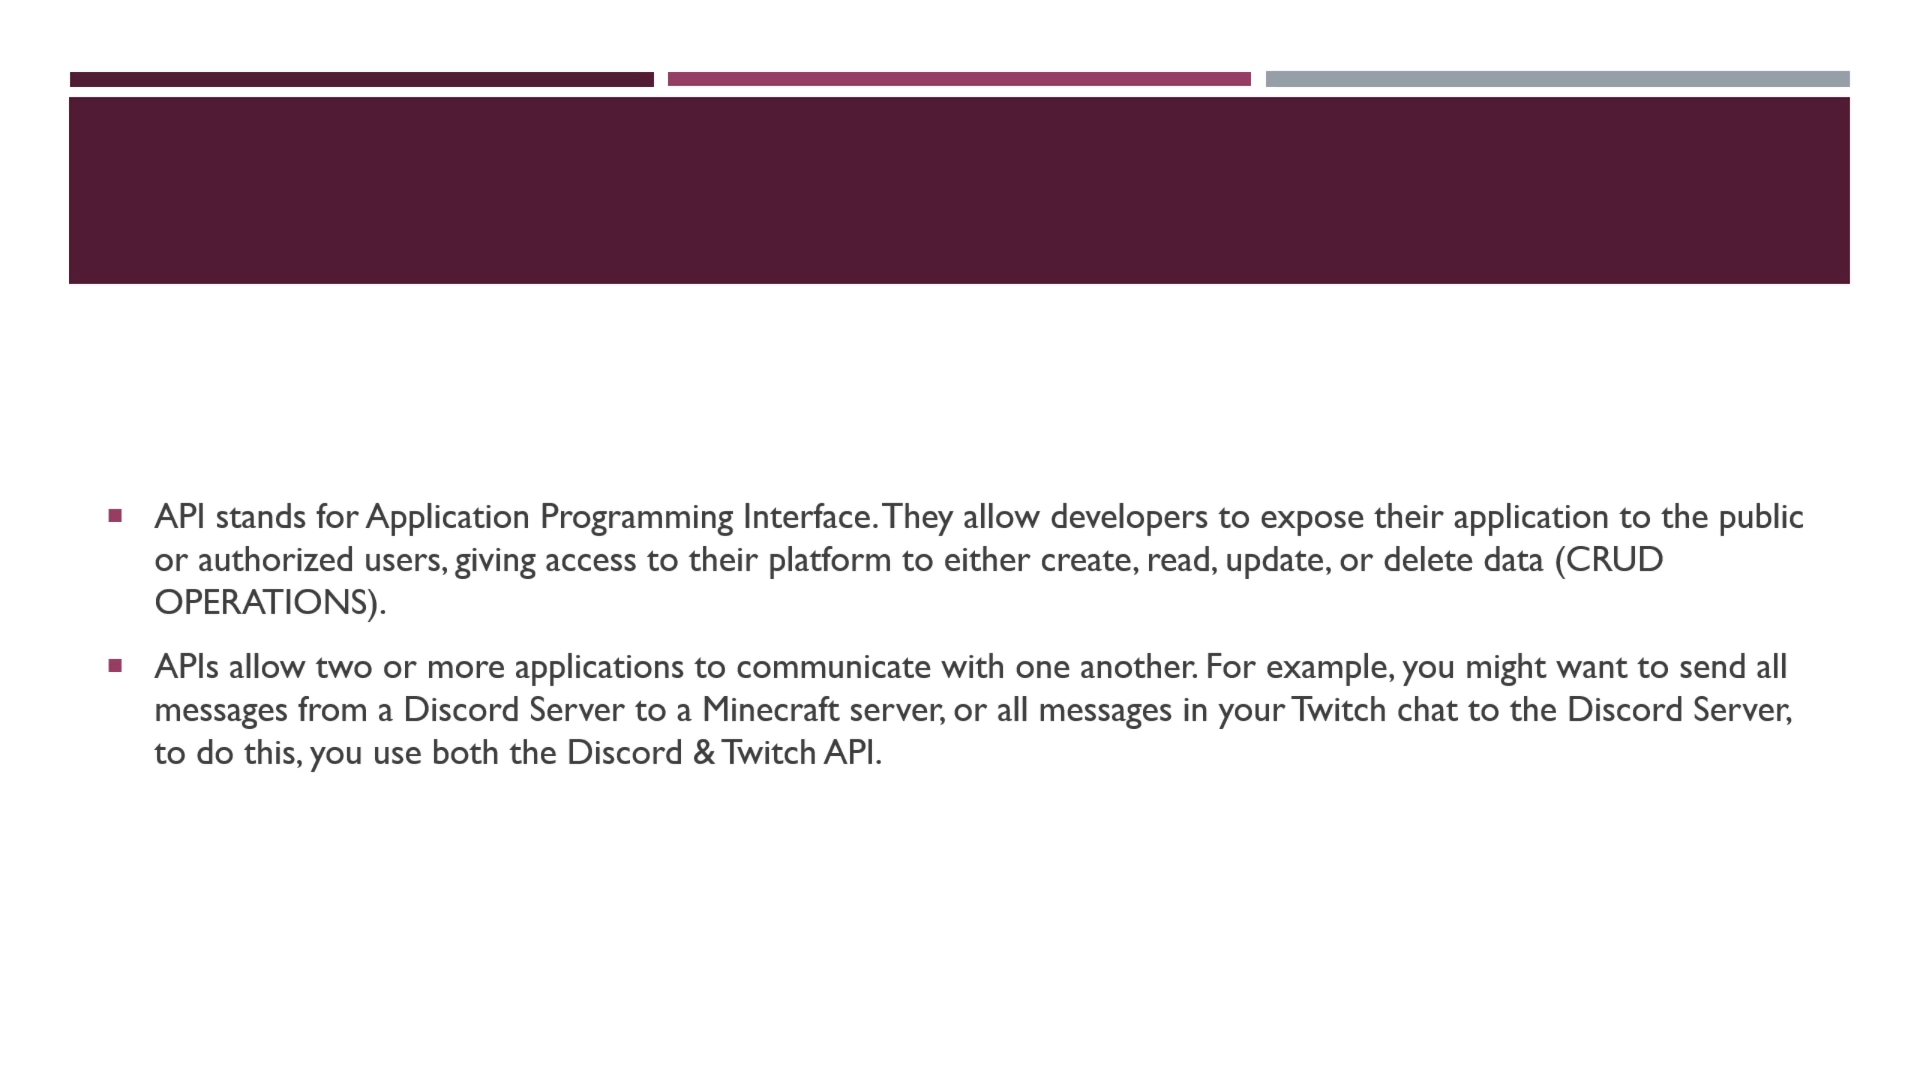 API stands for Application Programming Interface. They allow developers to expose their application to the public
or authorized users, giving access to their platform to either create, read, update, or delete data (CRUD
OPERATIONS).
APIs allow two or more applications to communicate with one another. For example, you might want to send all
messages from a Discord Server to a Minecraft server, or all messages in your Twitch chat to the Discord Server,
to do this, you use both the Discord & Twitch API.